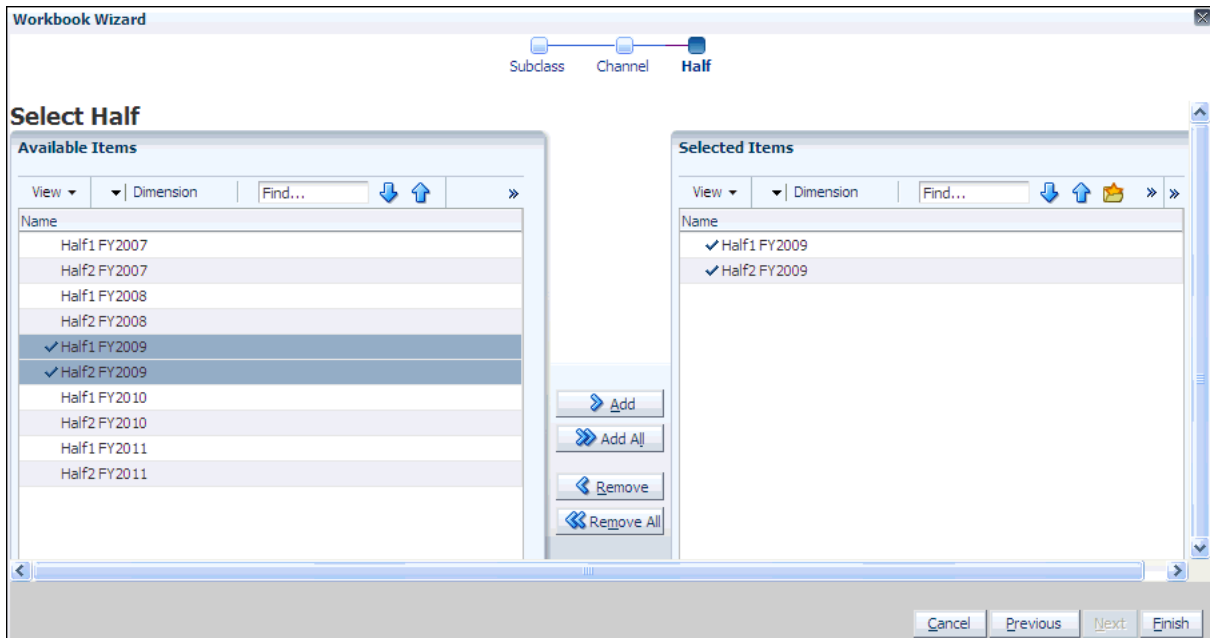 Workbook Wizard
Subclass Channel Half
Select Half
Available Items
View Dimension Find... »
Name
Half1 FY2007
Half2 FY2007
Half1 FY2008
Half2 FY2008
Half1 FY2009
Half2 FY2009
Half1 FY2010
Half2 FY2010
Half1 FY2011
Half2 FY2011
Add
Add All
Remove
Remove All
Selected Items
View Dimension Find... » »
Name
Half1 FY2009
Half2 FY2009
Cancel Previous Next Finish